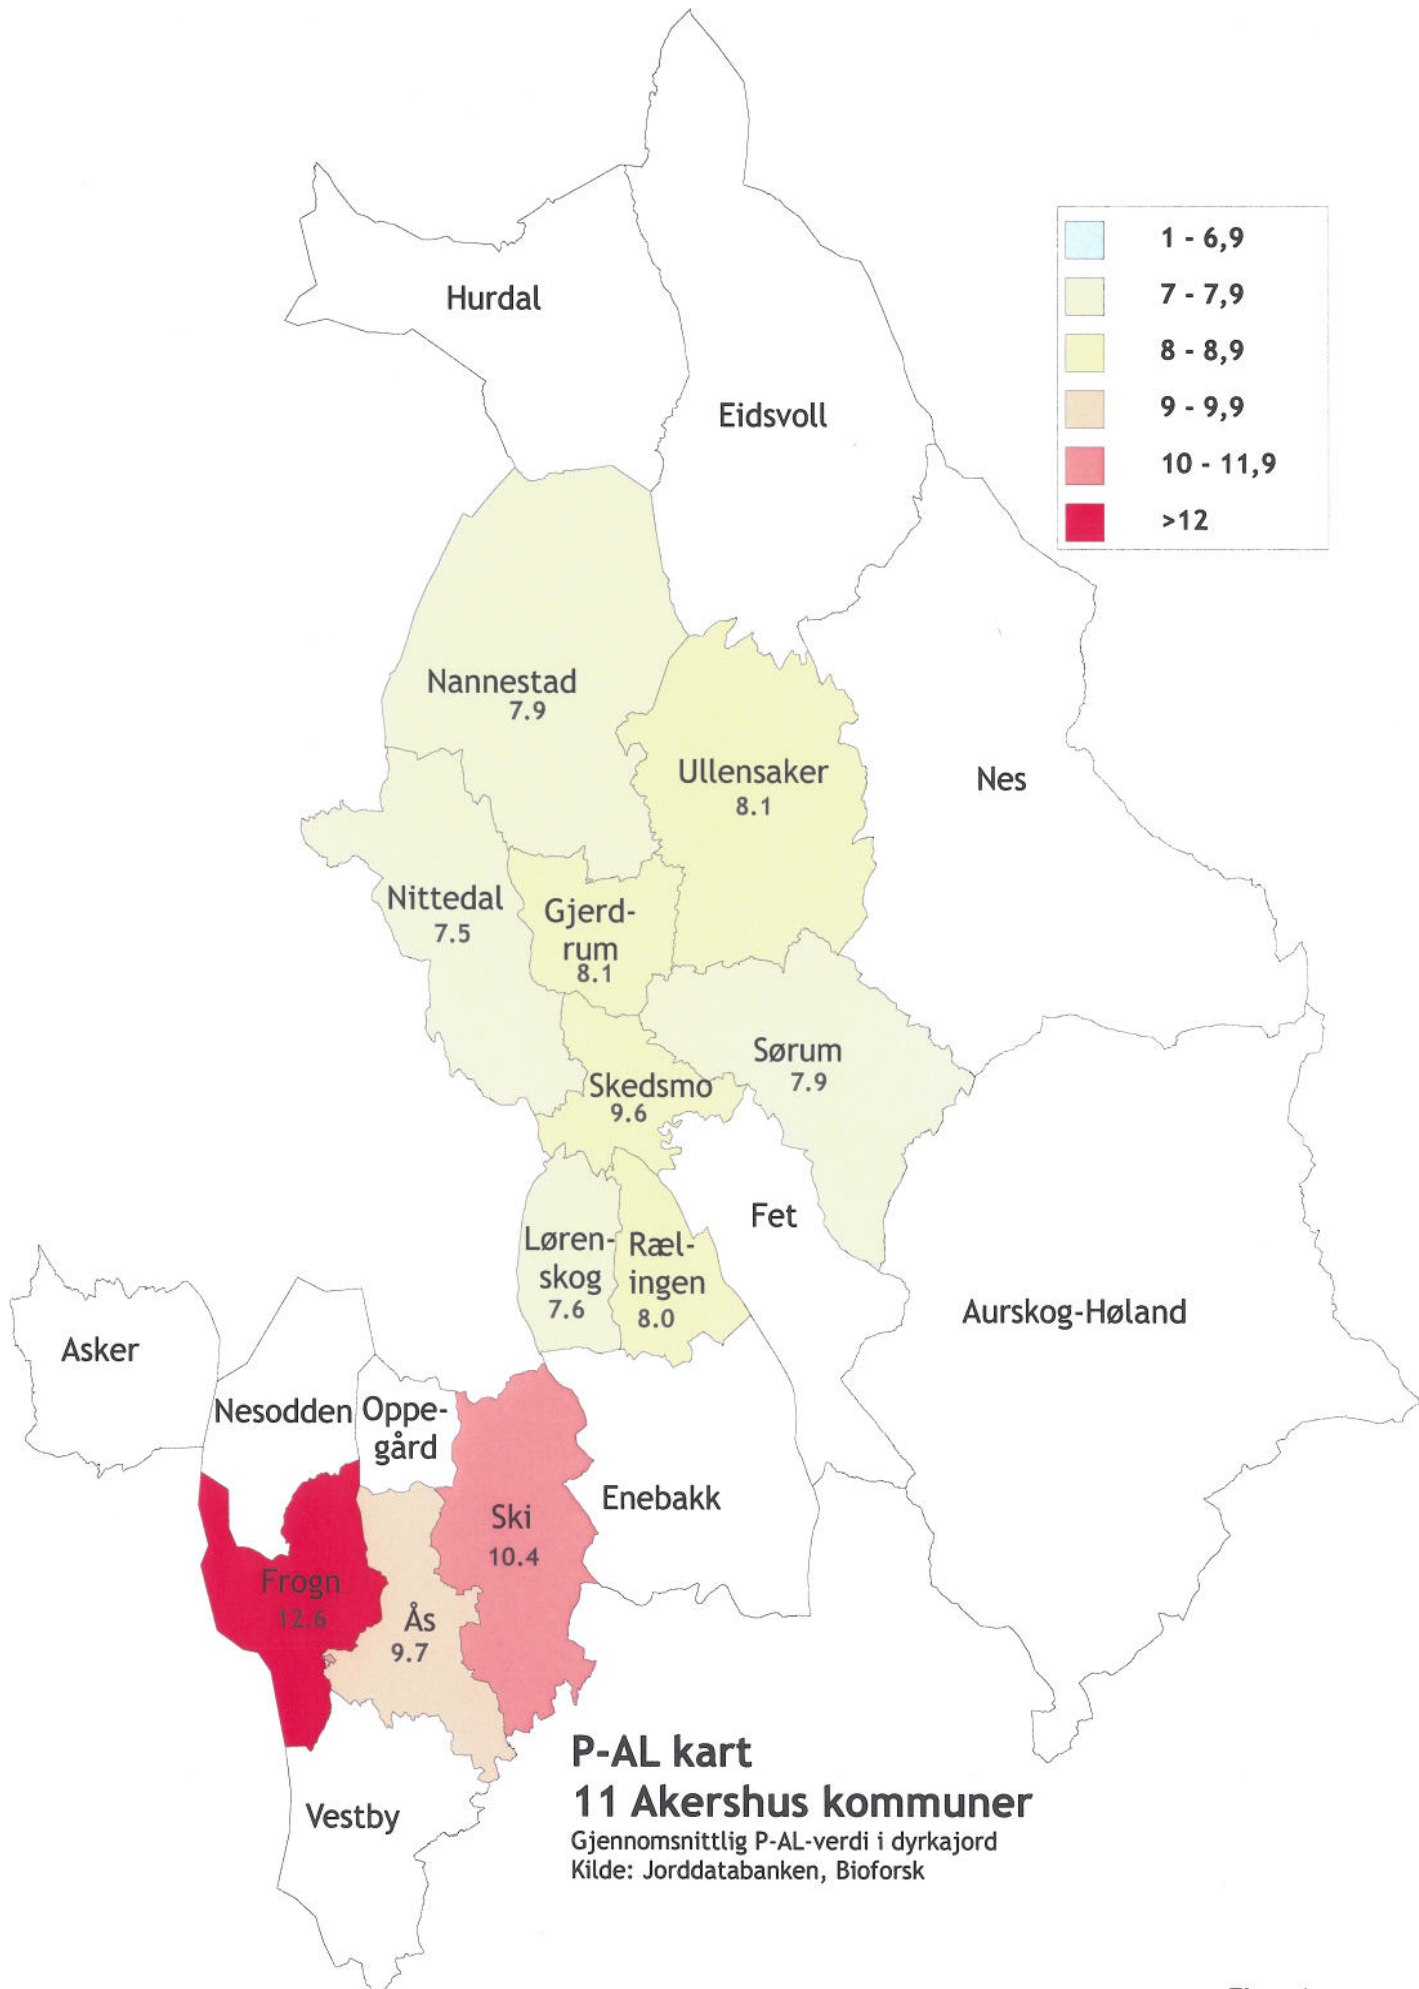 Hurdal
1 - 6,9
7 - 7,9
8 - 8,9
9 - 9,9
10 - 11,9
>12
Eidsvoll
Nannestad
7.9
Ullensaker
8.1
Nes
Nittedal
7.5
Gjerd-
rum
8.1
Sørum
7.9
Skedsmo
9.6
Fet
Løren-
skog
7.6
Ræl-
ingen
8.0
Aurskog-Høland
Asker
Nesodden
Oppe-
gård
Enebakk
Ski
10.4
Frogn
12.6
Ås
9.7
Vestby
P-AL kart
11 Akershus kommuner
Gjennomsnittlig P-AL-verdi i dyrkajord
Kilde: Jorddatabanken, Bioforsk